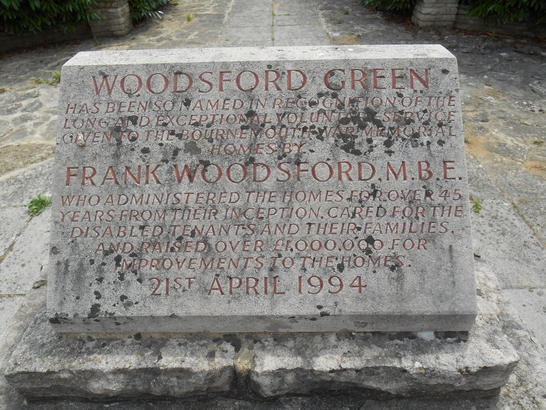 WOODSFORD GREEN
HAS BEEN SO NAMED IN RECOGNITION OF THE
LONG AND EXCEPTIONAL VOLUNTARY SERVICE
GIVEN TO THE BOURNEMOUTH WAR MEMORIAL
HOMES BY
FRANK WOODSFORD, M.B.E.
WHO ADMINISTERED THE HOMES FOR OVER 45
YEARS FROM THEIR INCEPTION, CARED FOR THE
DISABLED TENANTS AND THEIR FAMILIES,
AND RAISED OVER £1,000,000 FOR
IMPROVEMENTS TO THE HOMES.
21ST APRIL 1994